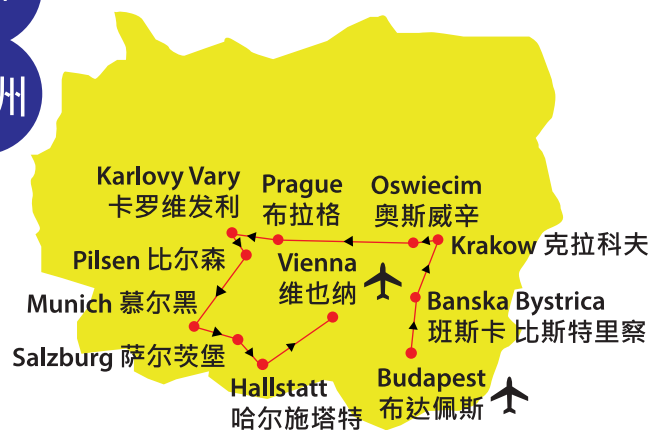 州
Karlovy Vary
卡罗维发利
Prague
布拉格
Oswiecim
奥斯威辛
Krakow 克拉科夫
Pilsen 比尔森
Vienna
维也纳
Munich 慕尔黑
Banska Bystrica
班斯卡 比斯特里察
Salzburg 萨尔茨堡
Hallstatt
哈尔施塔特
Budapest
布达佩斯